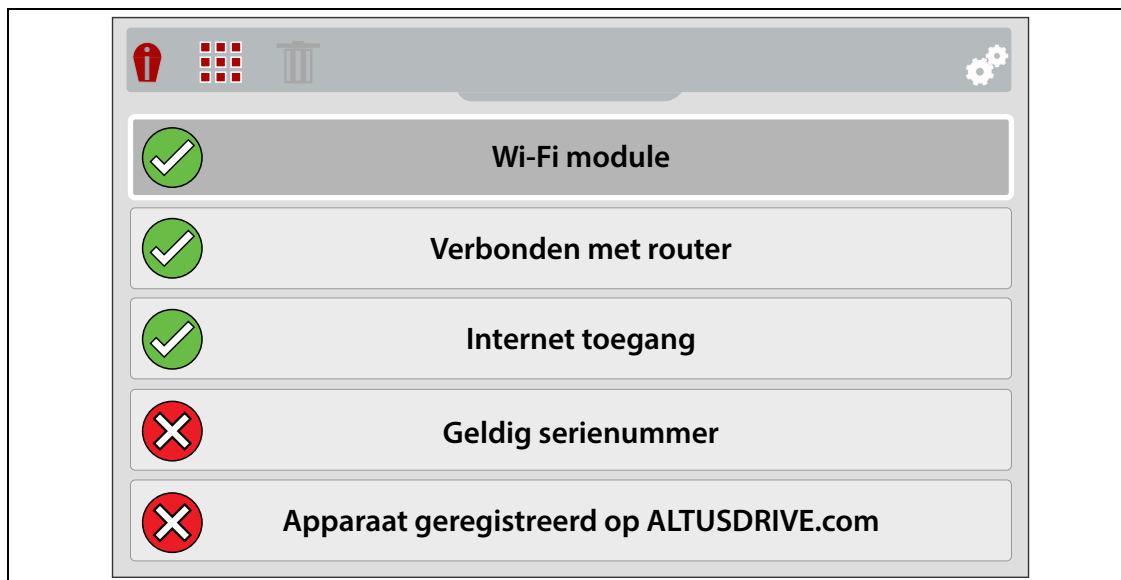 Wi-Fi module
Verbonden met router
Internet toegang
Geldig serienummer
Apparaat geregistreerd op ALTUSDRIVE.com